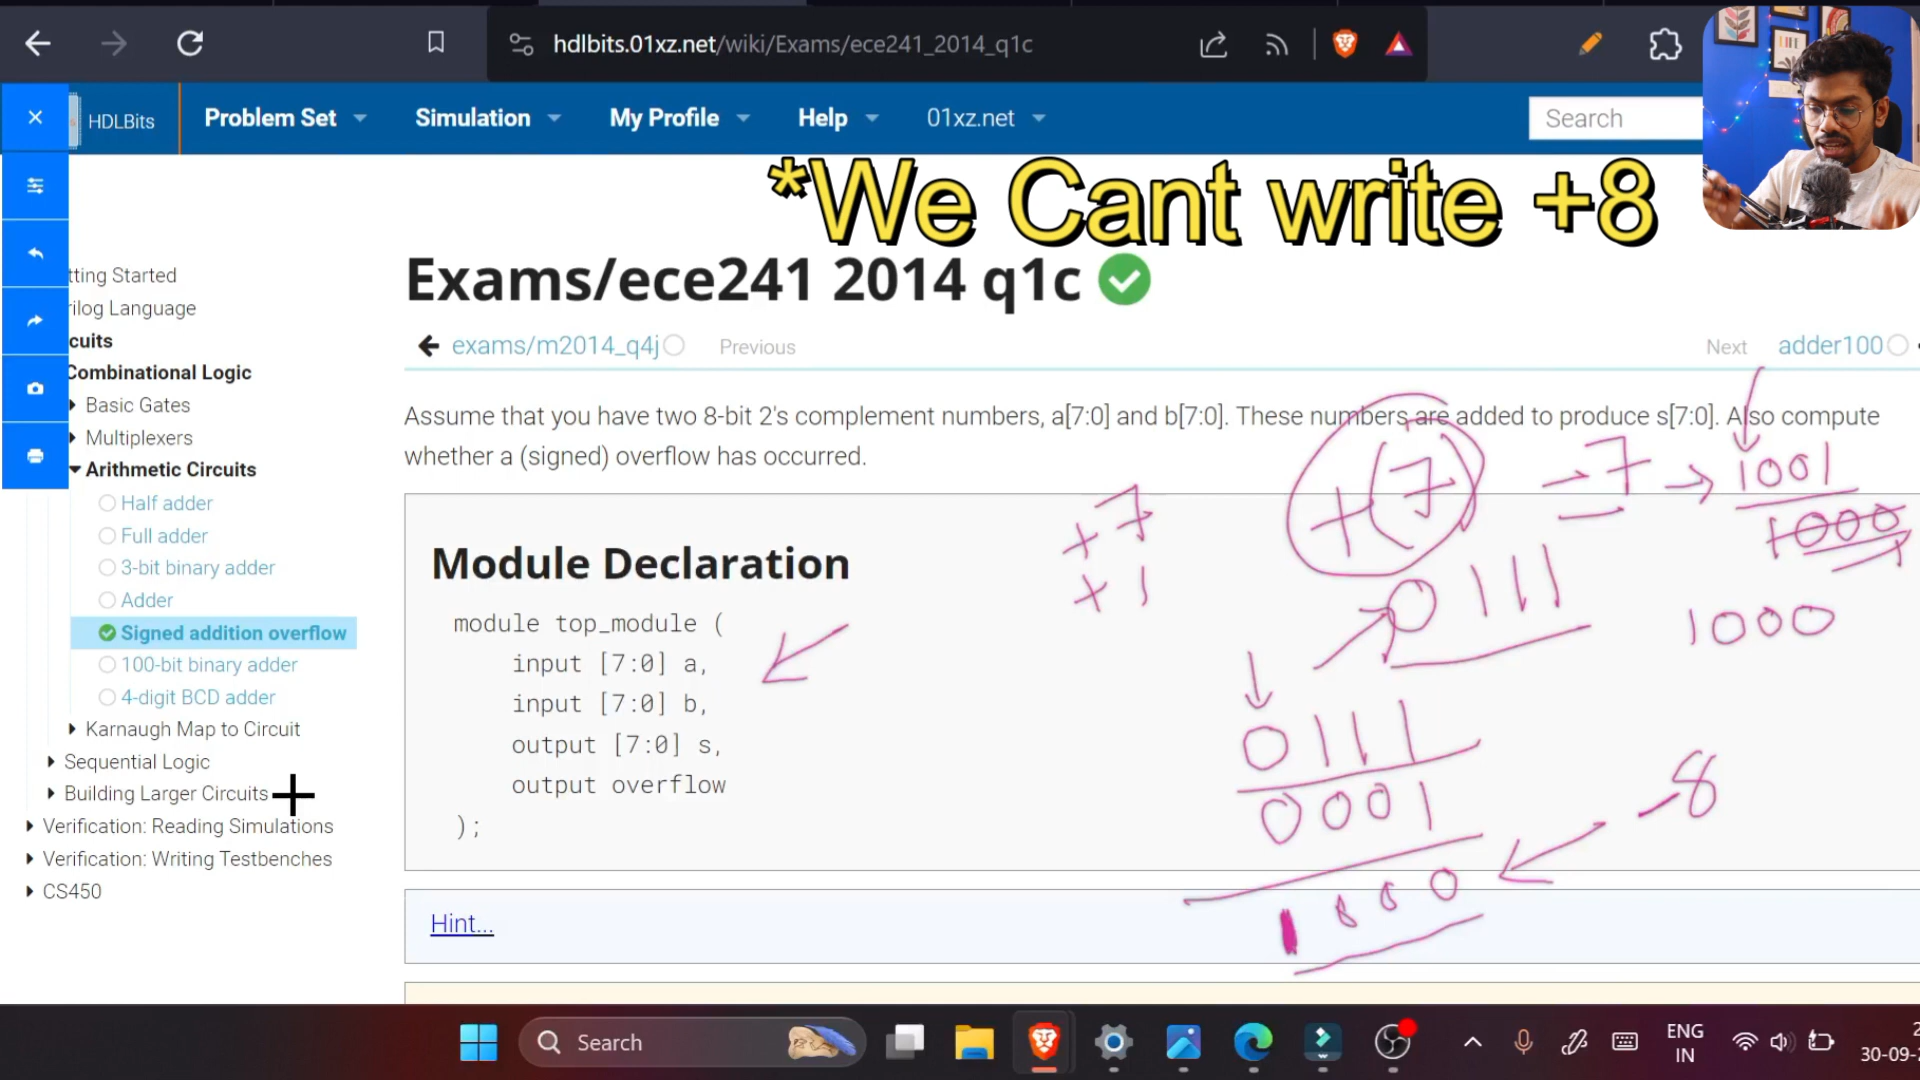 hdlbits.01xz.net/wiki/Exams/ece241_2014_q1c
HDLBits
Problem Set
Simulation
My Profile
Help
01xz.net
Search
*We Cant write +8
tting Started
rilog Language
cuits
Combinational Logic
Basic Gates
Multiplexers
Arithmetic Circuits
Half adder
Full adder
3-bit binary adder
Adder
Signed addition overflow
100-bit binary adder
4-digit BCD adder
Karnaugh Map to Circuit
Sequential Logic
Building Larger Circuits
Verification: Reading Simulations
Verification: Writing Testbenches
CS450
Exams/ece241 2014 q1c
exams/m2014_q4j
Previous
Next
adder100
Assume that you have two 8-bit 2's complement numbers, a[7:0] and b[7:0]. These numbers are added to produce s[7:0]. Also compute
whether a (signed) overflow has occurred.
Module Declaration
module top_module (
input [7:0] a,
input [7:0] b,
output [7:0] s,
output overflow
);
Hint...
+7
+1
+(7)
-7 → 1001
1000
0111
1000
0111
0001
1000
-8
Search
ENG
IN
30-09-